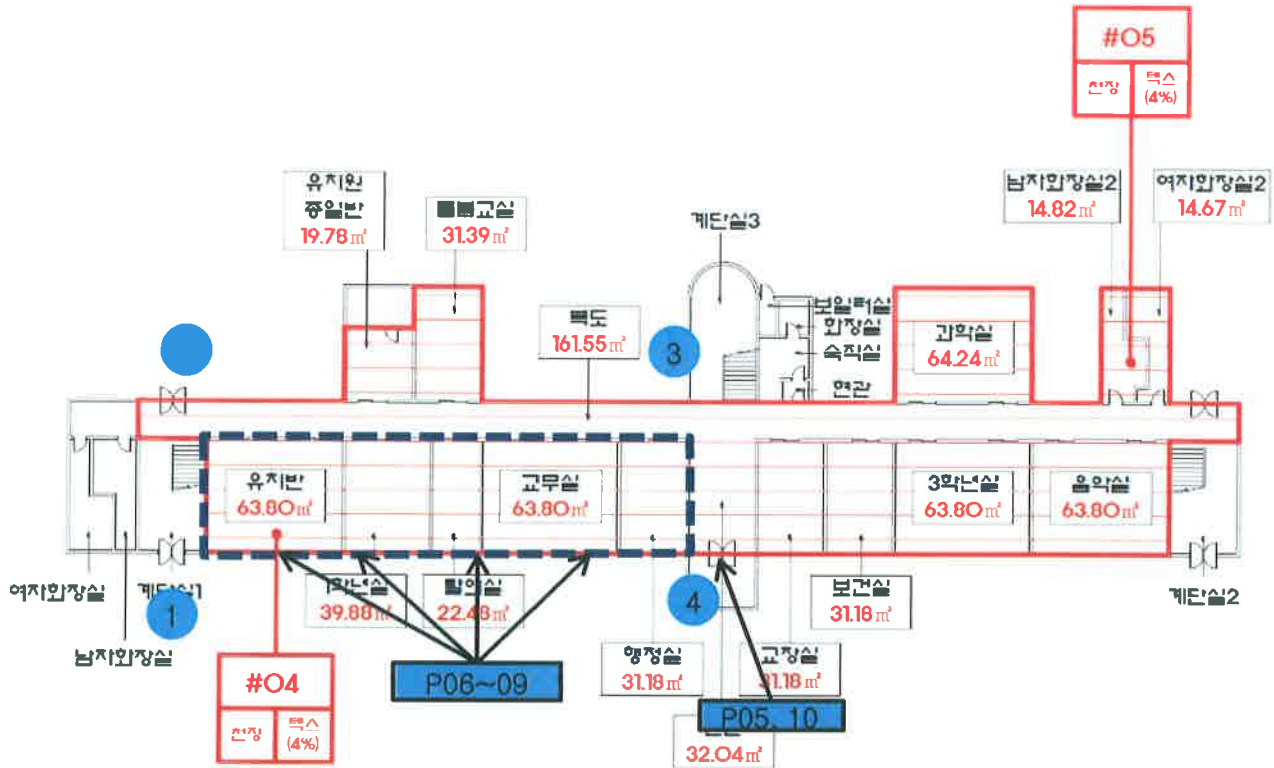 #05
천장
텍스
(4%)
유치원
종일반
19.78㎡
교실
31.39㎡
계단실3
남자화장실2
14.82㎡
여자화장실2
14.67㎡
복도
161.55㎡
3
보일러실
화장실
숙직실
현관
과학실
64.24㎡
유치반
63.80㎡
교무실
63.80㎡
3학년실
63.80㎡
음악실
63.80㎡
여자화장실
계단실1
1
남자화장실
1학년실
39.88㎡
22.48㎡
4
보건실
31.18㎡
계단실2
행정실
31.18㎡
교장실
31.18㎡
#04
천장
텍스
(4%)
P06~09
P05, 10
32.04㎡